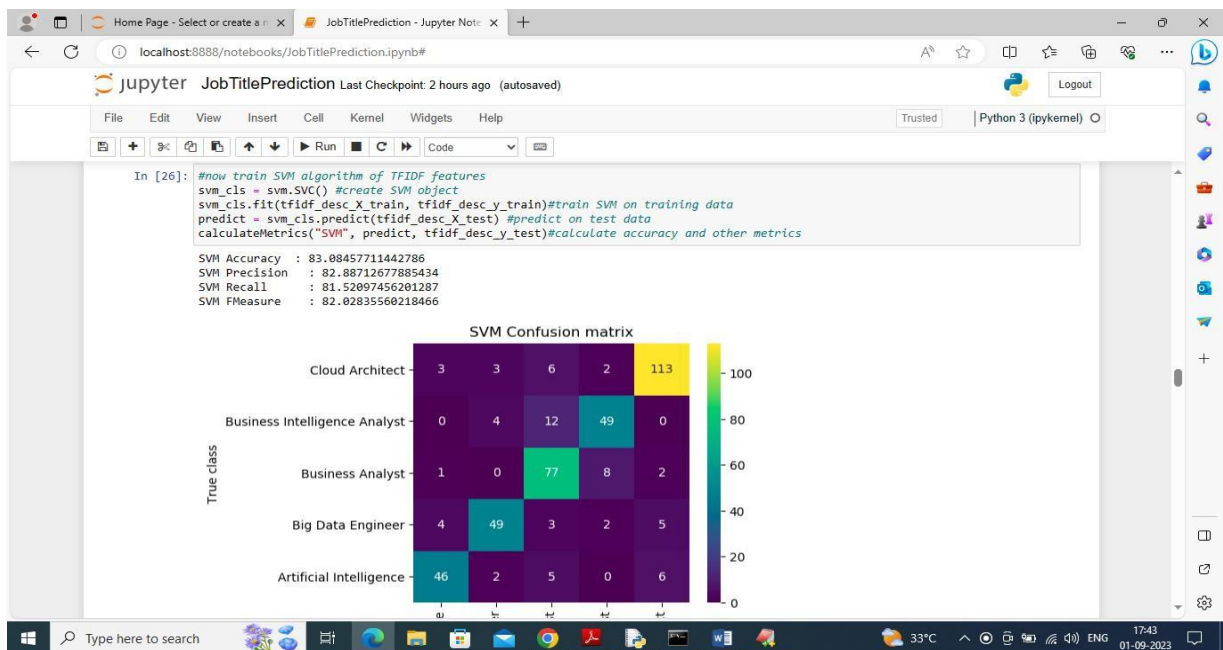 Home Page - Select or create a n
JobTitlePrediction - Jupyter Note
localhost:8888/notebooks/JobTitlePrediction.ipynb#
jupyter JobTitlePrediction Last Checkpoint: 2 hours ago (autosaved)
Logout
File Edit View Insert Cell Kernel Widgets Help
Trusted
Python 3 (ipykernel)
Run
Code
In [26]: #now train SVM algorithm of TFIDF features
svm_cls = svm.SVC() #create SVM object
svm_cls.fit(tfidf_desc_X_train, tfidf_desc_y_train)#train SVM on training data
predict = svm_cls.predict(tfidf_desc_X_test) #predict on test data
calculateMetrics("SVM", predict, tfidf_desc_y_test)#calculate accuracy and other metrics
SVM Accuracy : 83.08457711442786
SVM Precision : 82.88712677885434
SVM Recall : 81.52097456201287
SVM FMeasure : 82.02835560218466
SVM Confusion matrix
True class
Cloud Architect 3 3 6 2 113
Business Intelligence Analyst 0 4 12 49 0
Business Analyst 1 0 77 8 2
Big Data Engineer 4 49 3 2 5
Artificial Intelligence 46 2 5 0 6
100
80
60
40
20
0
Type here to search
33°C
ENG
17:43
01-09-2023